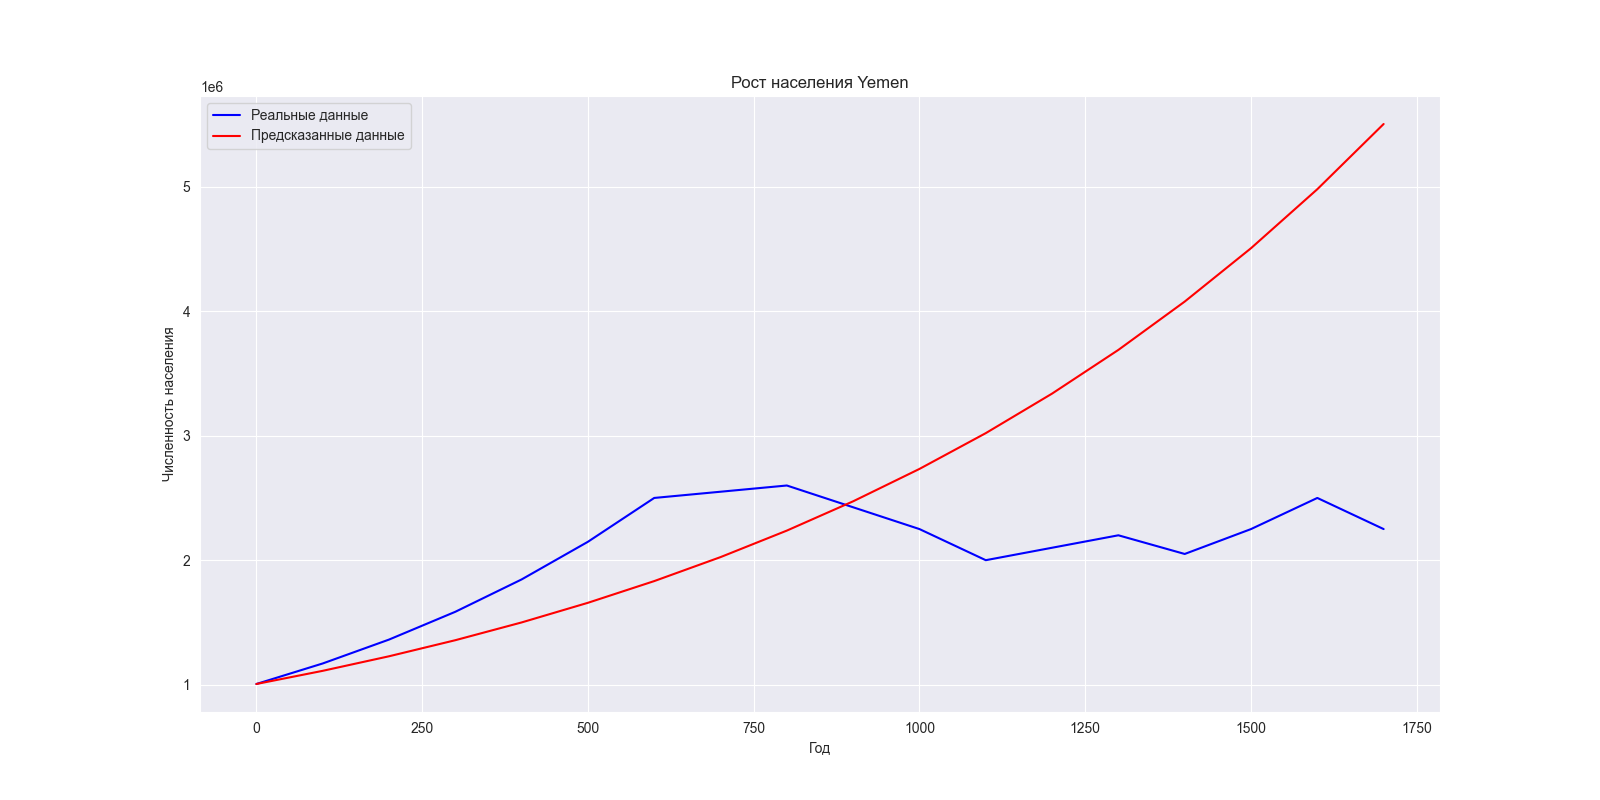 Рост населения Yemen
1e6
Реальные данные
Предсказанные данные
5
4
3
2
1
Численность населения
0 250 500 750 1000 1250 1500 1750
Год